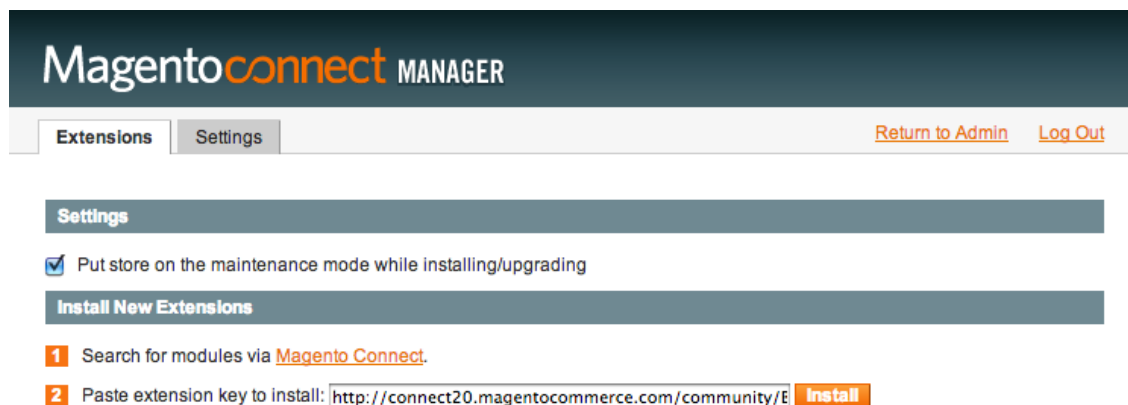 Magentoconnect MANAGER
Extensions Settings Return to Admin Log Out
Settings
Put store on the maintenance mode while installing/upgrading
Install New Extensions
1 Search for modules via Magento Connect.
2 Paste extension key to install: http://connect20.magentocommerce.com/community/E Install